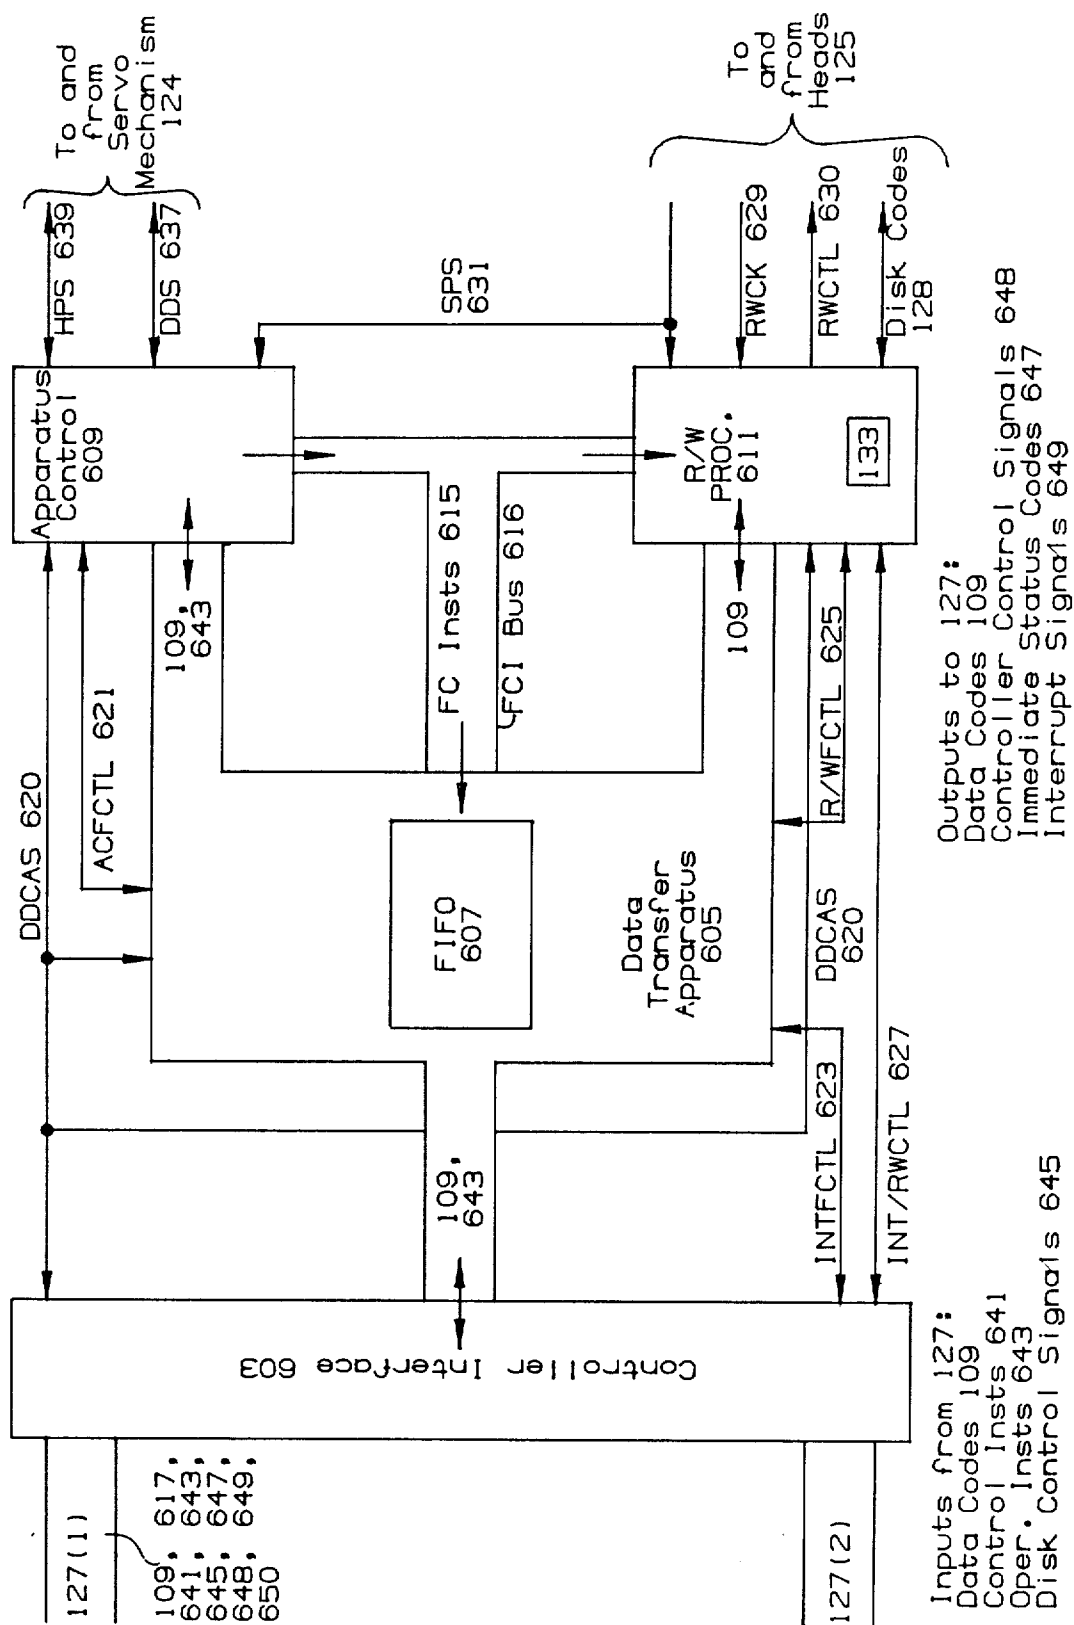 To and
from
Servo
Mechanism
124
HPS 639
DDS 637
SPS
631
To
and
from
Heads
125
RWCK 629
RWCTL 630
Disk Codes
128
Apparatus
Control
609
R/W
PROC.
611
133
109,
643
109
FC Insts 615
FCI Bus 616
DDCAS 620
ACFCTL 621
FIFO
607
Data
Transfer
Apparatus
605
R/WFCTL 625
DDCAS
620
INTFCTL 623
INT/RWCTL 627
109,
643
Controller Interface 603
127(1)
109, 617,
641, 643,
645, 647,
648, 649,
650
127(2)
Inputs from 127:
Data Codes 109
Control Insts 641
Oper. Insts 643
Disk Control Signals 645
Outputs to 127:
Data Codes 109
Controller Control Signals 648
Immediate Status Codes 647
Interrupt Signals 649